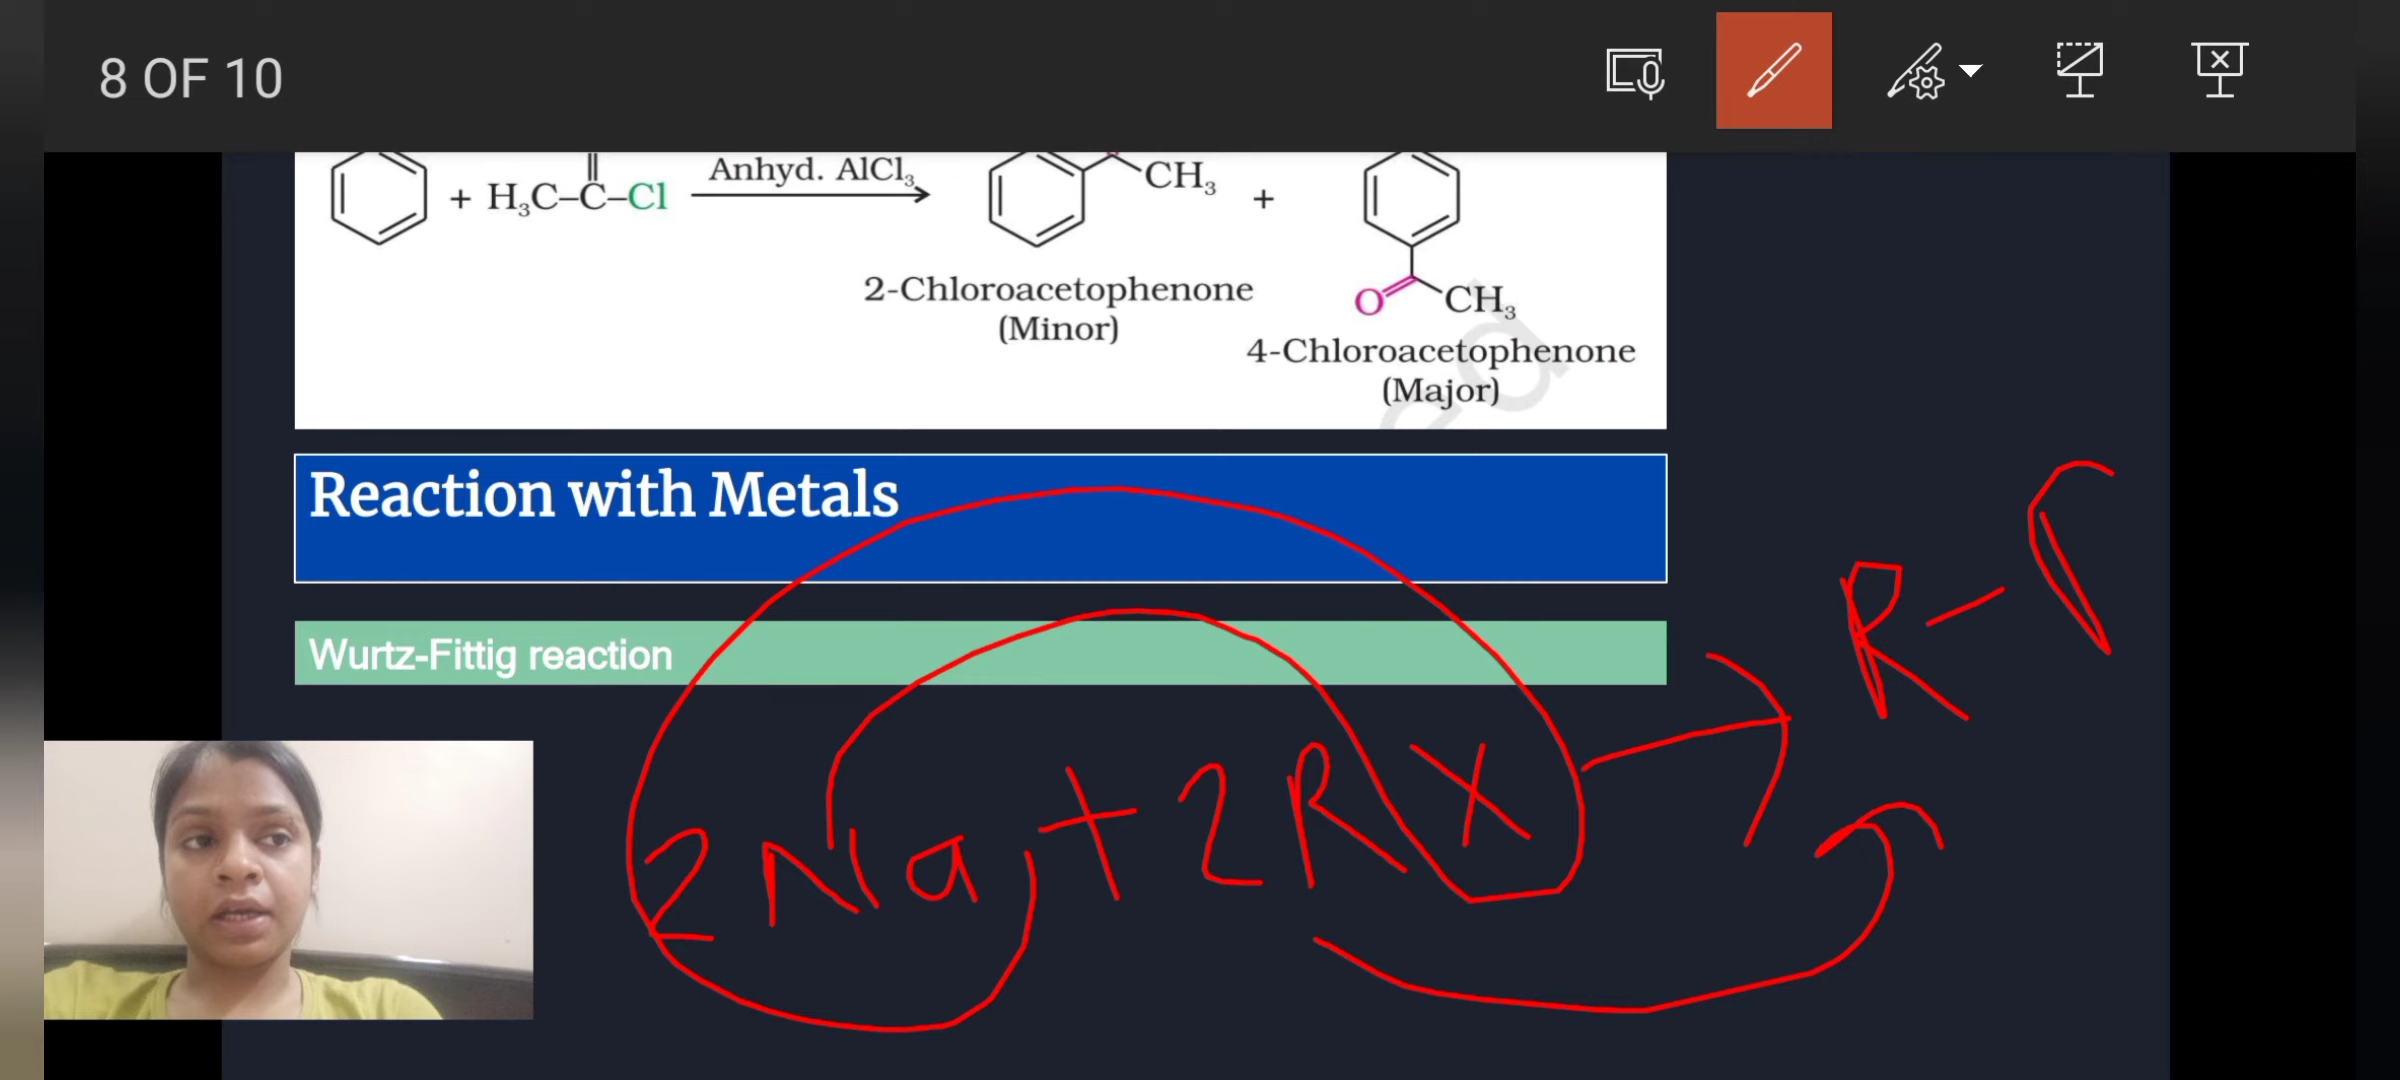 8 OF 10
+ H₃C–C–Cl Anhyd. AlCl₃ CH₃ +
2-Chloroacetophenone
(Minor)
O CH₃
4-Chloroacetophenone
(Major)
Reaction with Metals
Wurtz-Fittig reaction
2Na + 2RX → R-